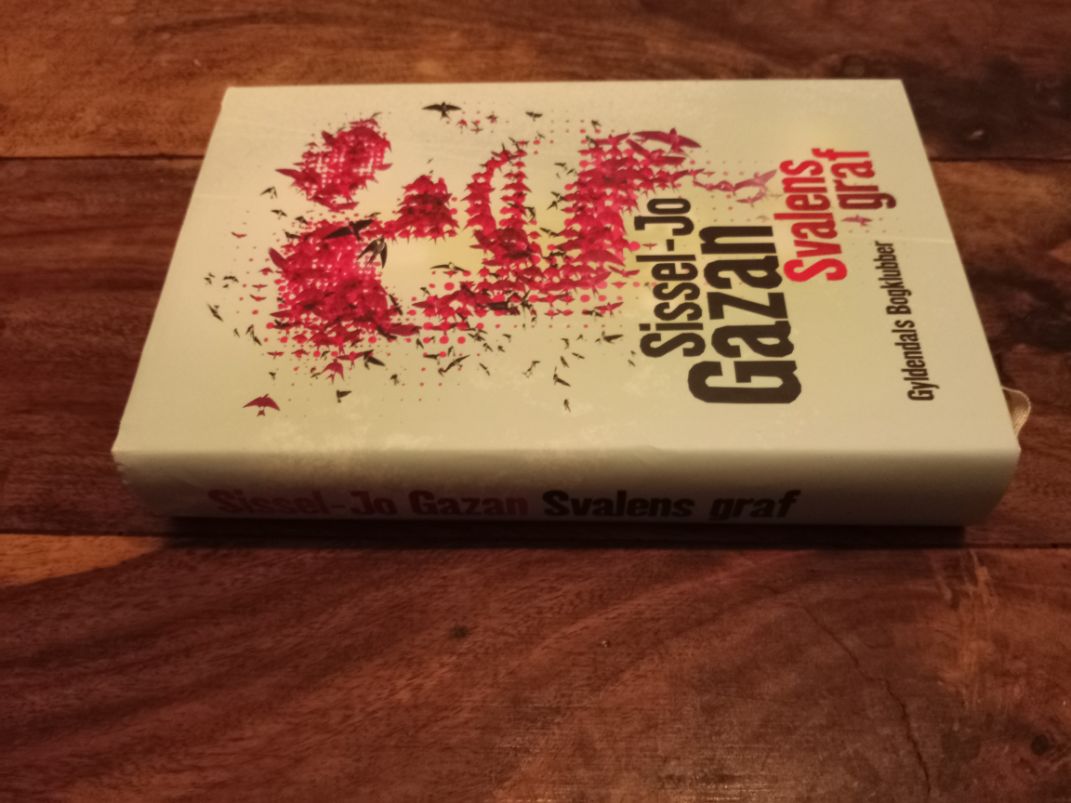 Sissel-Jo
Gazan
Svalens
graf
Gyldendals Bogklubber
Sissel-Jo Gazan Svalens graf